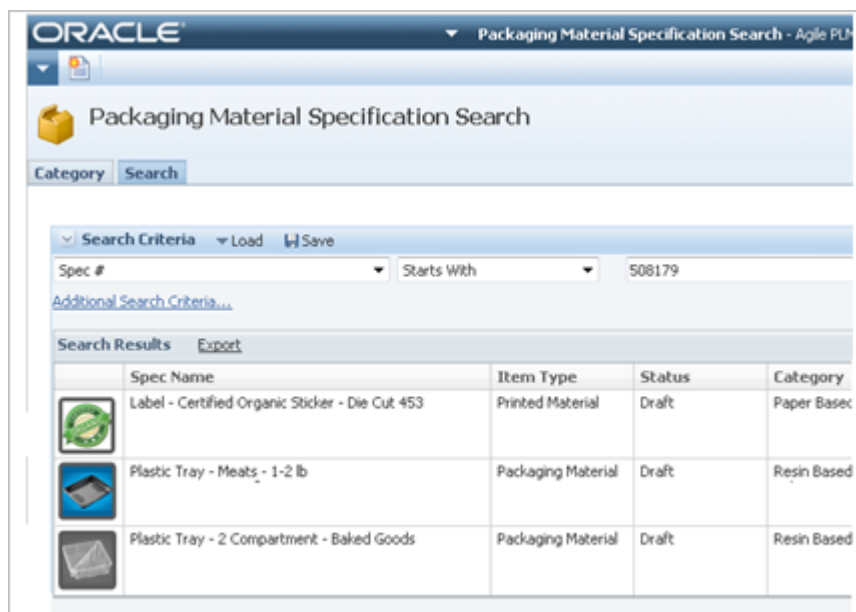 ORACLE®
Packaging Material Specification Search - Agile PLM
Packaging Material Specification Search
Category Search
Search Criteria Load Save
Spec # Starts With 508179
Additional Search Criteria...
Search Results Export
Spec Name Item Type Status Category
Label - Certified Organic Sticker - Die Cut 453 Printed Material Draft Paper Based
Plastic Tray - Meats - 1-2 lb Packaging Material Draft Resin Based
Plastic Tray - 2 Compartment - Baked Goods Packaging Material Draft Resin Based